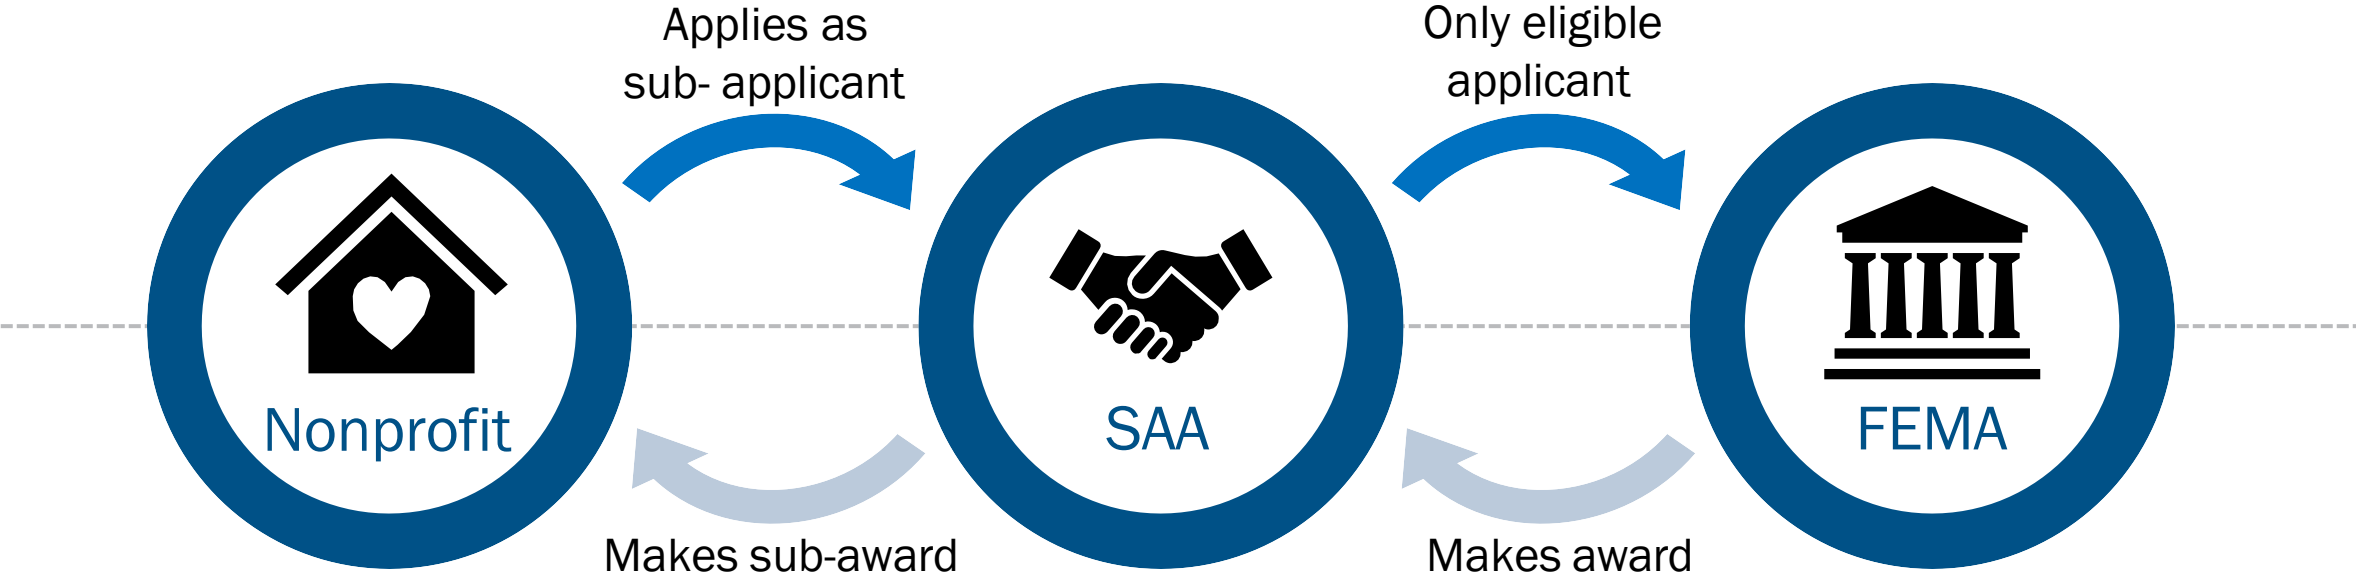 Applies as
sub- applicant
Only eligible
applicant
Nonprofit
SAA
FEMA
Makes sub-award
Makes award